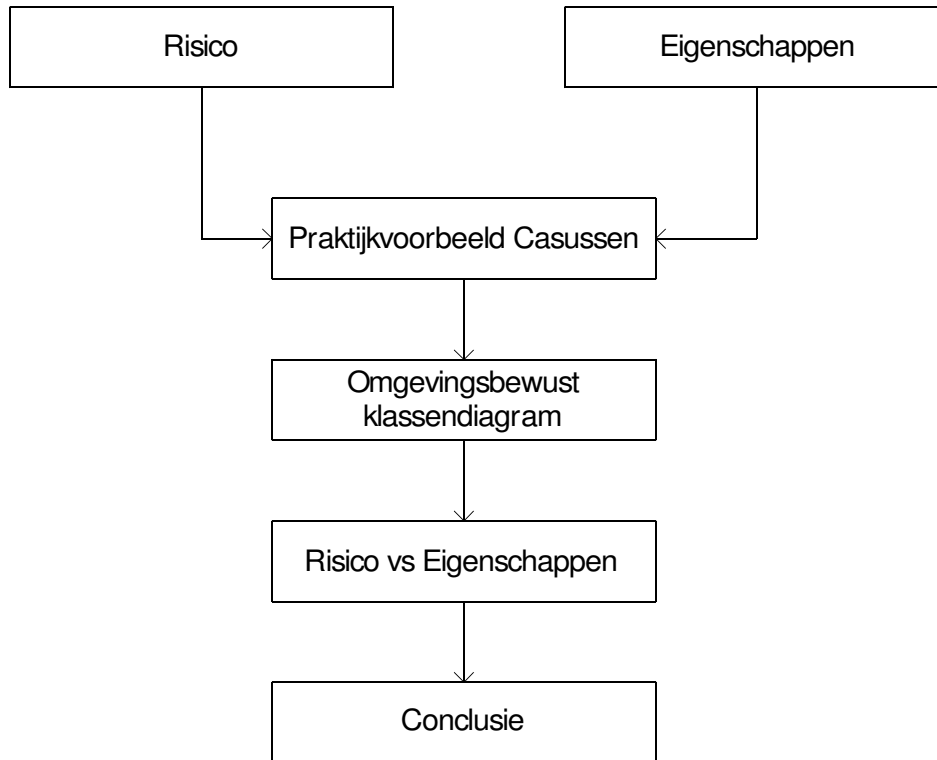 Risico
Eigenschappen
Praktijkvoorbeeld Casussen
Omgevingsbewust
klassendiagram
Risico vs Eigenschappen
Conclusie